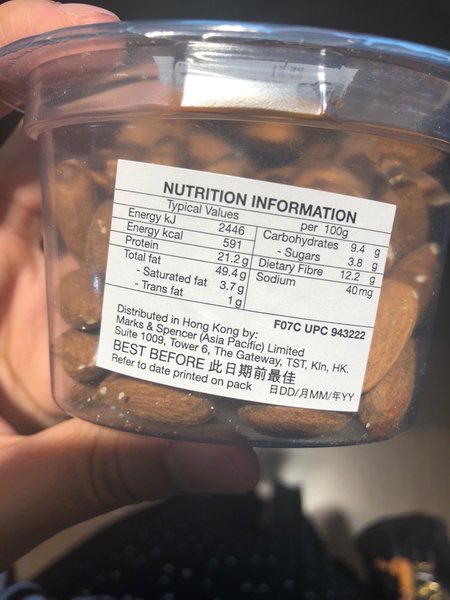 NUTRITION INFORMATION
Typical Values per 100g
Energy kJ 2446
Energy kcal 591
Protein 21.2g
Total fat 49.4g
- Saturated fat 3.7g
- Trans fat 1g
Carbohydrates 9.4 g
- Sugars 3.8 g
Dietary Fibre 12.2 g
Sodium 40mg
F07C UPC 943222
Distributed in Hong Kong by:
Marks & Spencer (Asia Pacific) Limited
Suite 1009, Tower 6, The Gateway, TST, Kln, HK.
BEST BEFORE 此日期前最佳
Refer to date printed on pack 日DD/月MM/年YY